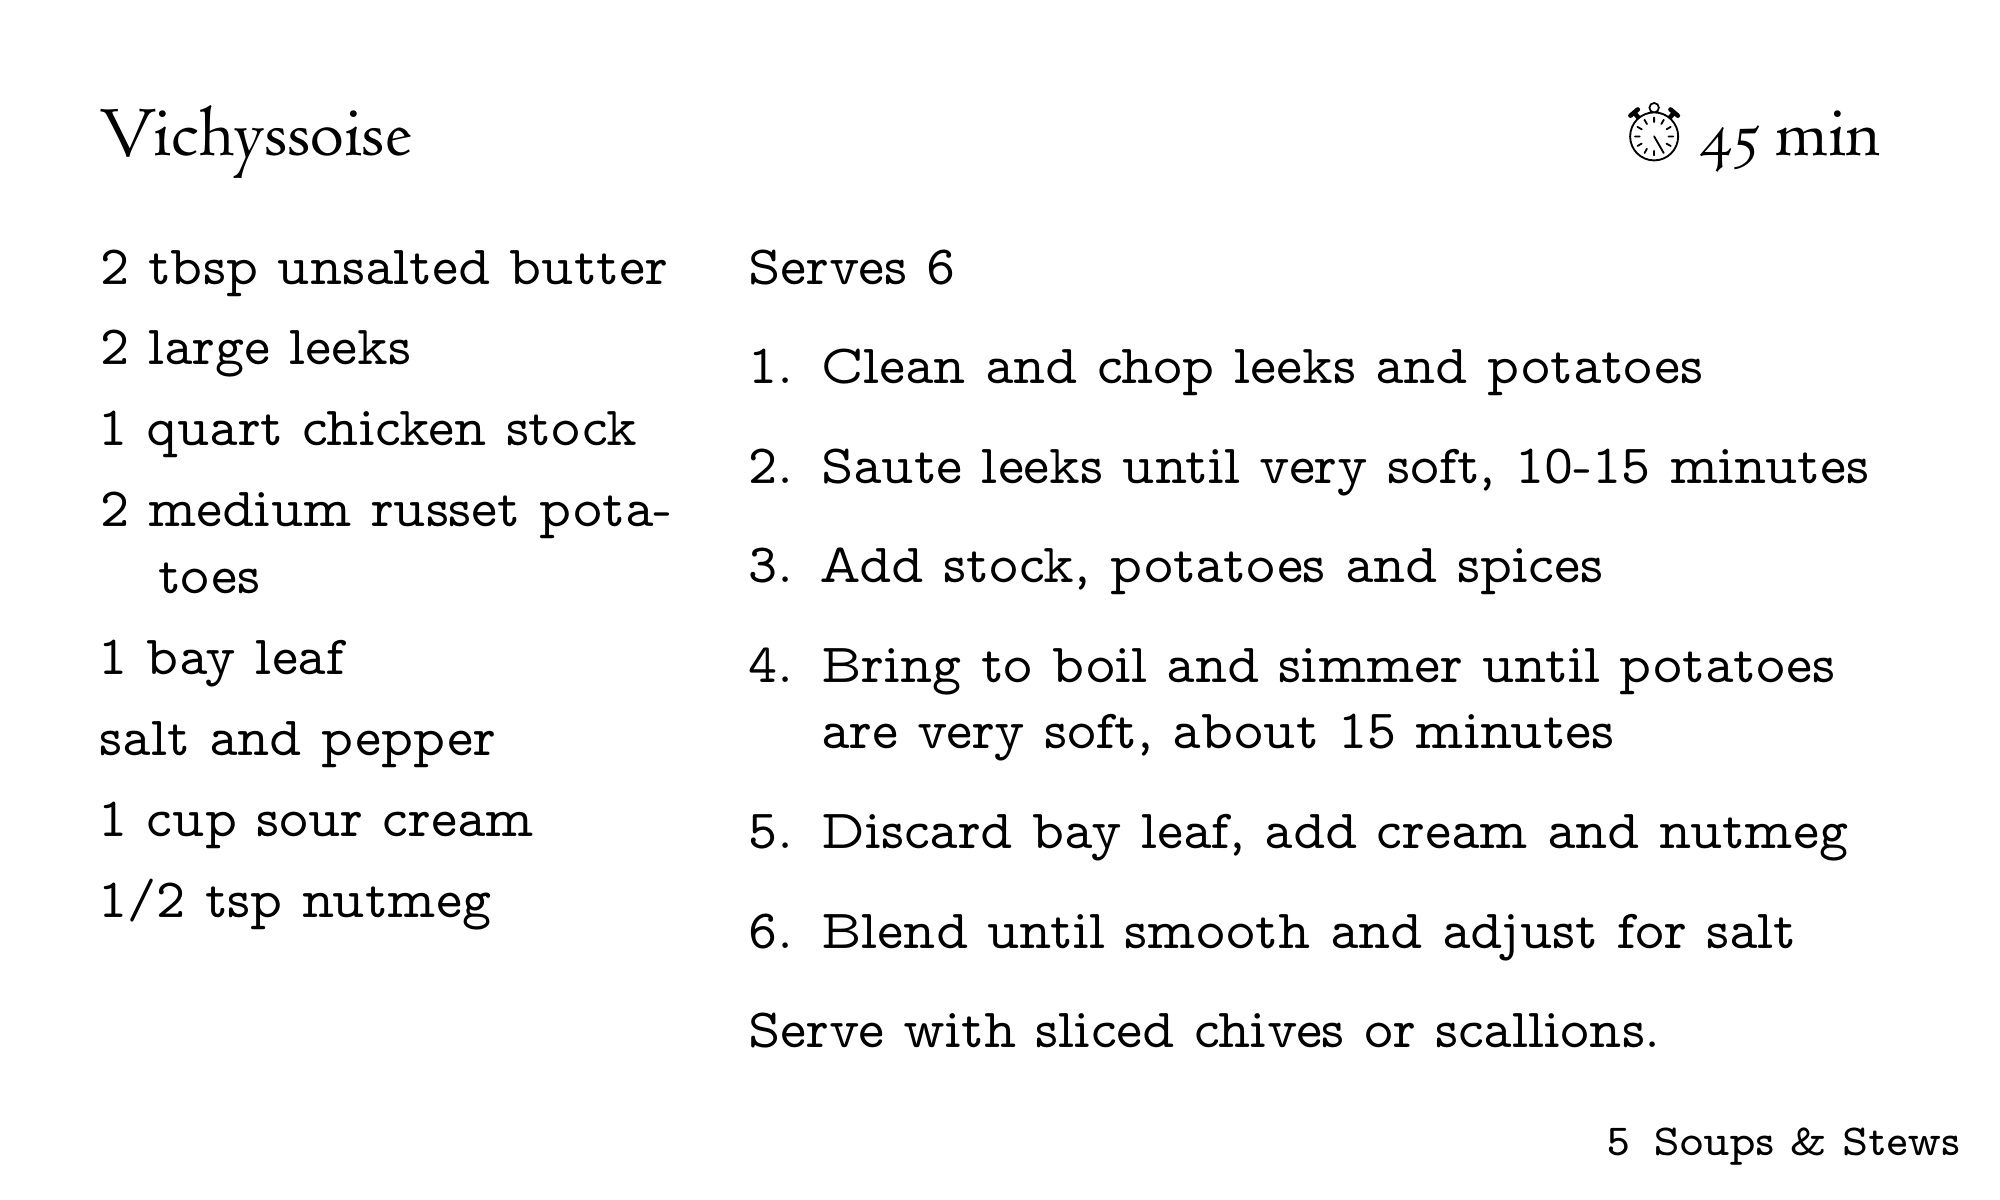 Vichyssoise
45 min
2 tbsp unsalted butter
2 large leeks
1 quart chicken stock
2 medium russet pota-
toes
1 bay leaf
salt and pepper
1 cup sour cream
1/2 tsp nutmeg
Serves 6
1. Clean and chop leeks and potatoes
2. Saute leeks until very soft, 10-15 minutes
3. Add stock, potatoes and spices
4. Bring to boil and simmer until potatoes
are very soft, about 15 minutes
5. Discard bay leaf, add cream and nutmeg
6. Blend until smooth and adjust for salt
Serve with sliced chives or scallions.
5 Soups & Stews